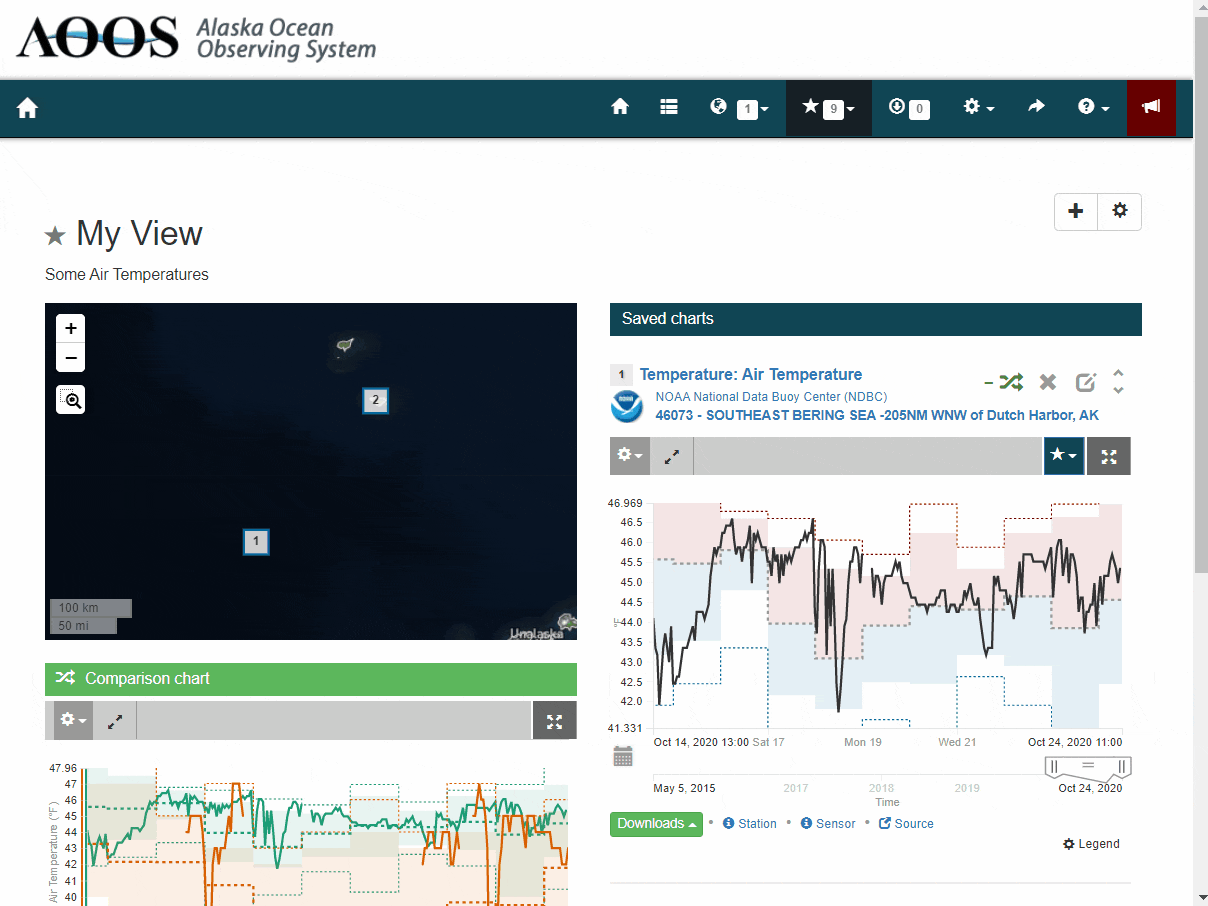 AOOS Alaska Ocean
Observing System
1
9
0
My View
Some Air Temperatures
+
−
2
1
100 km
50 mi
Unalaska
Comparison chart
47.96
47
46
45
44
43
42
41
40
Air Temperature (°F)
Saved charts
1 Temperature: Air Temperature
NOAA National Data Buoy Center (NDBC)
46073 - SOUTHEAST BERING SEA -205NM WNW of Dutch Harbor, AK
46.969
46.5
46.0
45.5
45.0
44.5
44.0
43.5
43.0
42.5
42.0
41.331
°F
Oct 14, 2020 13:00 Sat 17 Mon 19 Wed 21 Oct 24, 2020 11:00
May 5, 2015 2017 2018 2019 Oct 24, 2020
Time
Downloads • Station • Sensor • Source
Legend